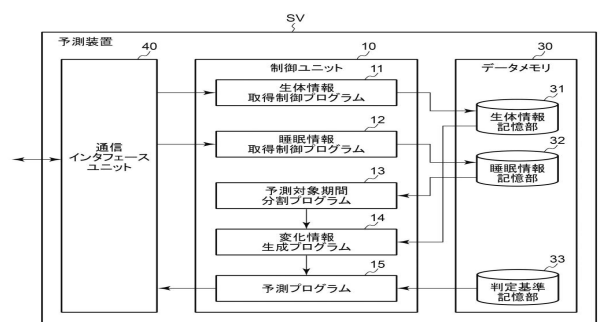 SV
予測装置
40
10
30
制御ユニット
データメモリ
11
生体情報
取得制御プログラム
31
生体情報
記憶部
12
睡眠情報
取得制御プログラム
32
睡眠情報
記憶部
通信
インタフェース
ユニット
13
予測対象期間
分割プログラム
14
変化情報
生成プログラム
15
予測プログラム
33
判定基準
記憶部